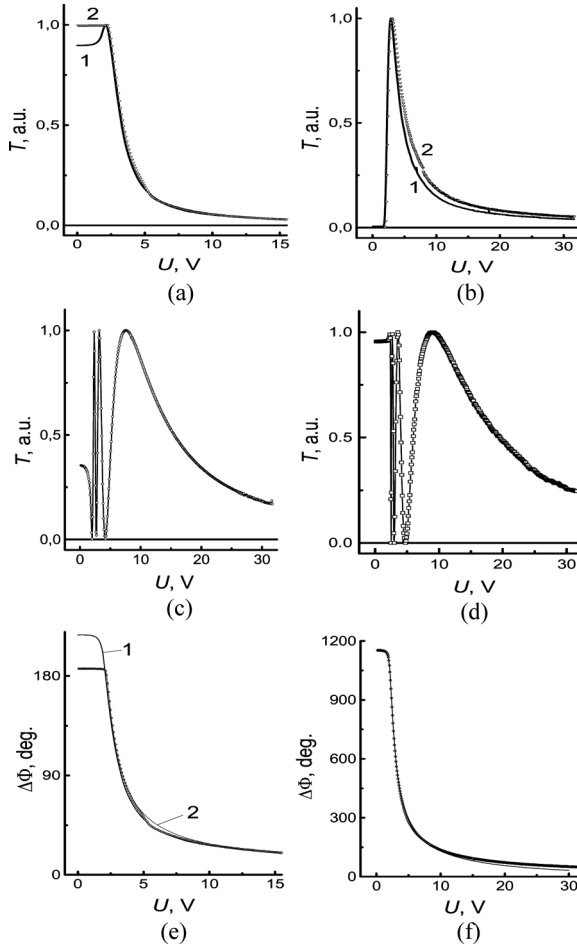 2
1
1,0
0,5
0,0
T, a.u.
0 5 10 15
U, V
(a)
1,0
0,5
0,0
T, a.u.
2
1
0 10 20 30
U, V
(b)
1,0
0,5
0,0
T, a.u.
0 10 20 30
U, V
(c)
1,0
0,5
0,0
T, a.u.
0 10 20 30
U, V
(d)
1
180
90
0
ΔΦ, deg.
2
0 5 10 15
U, V
(e)
1200
900
600
300
0
ΔΦ, deg.
0 10 20 30
U, V
(f)